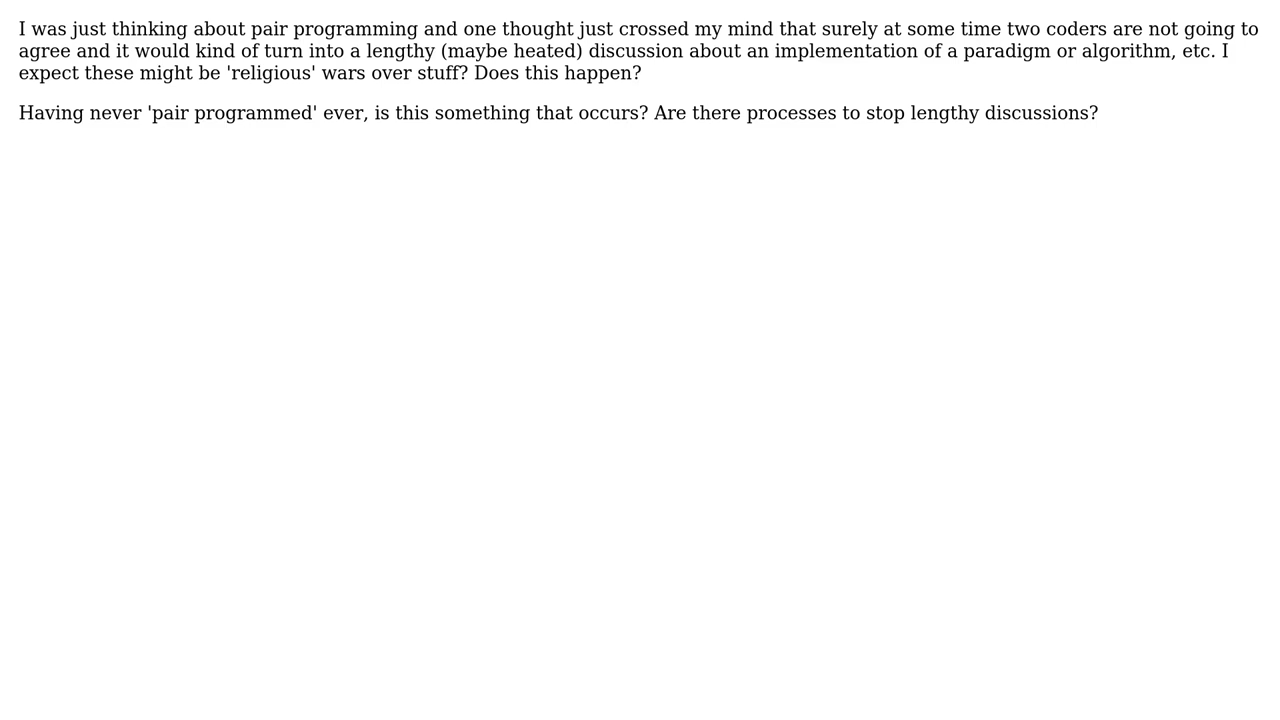 I was just thinking about pair programming and one thought just crossed my mind that surely at some time two coders are not going to
agree and it would kind of turn into a lengthy (maybe heated) discussion about an implementation of a paradigm or algorithm, etc. I
expect these might be 'religious' wars over stuff? Does this happen?
Having never 'pair programmed' ever, is this something that occurs? Are there processes to stop lengthy discussions?